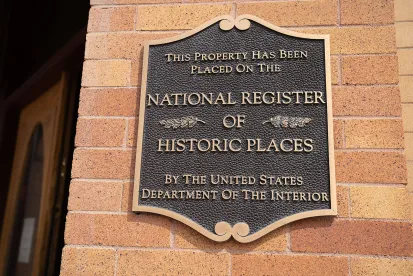 This Property Has Been
Placed On The
National Register
of
Historic Places
By The United States
Department Of The Interior